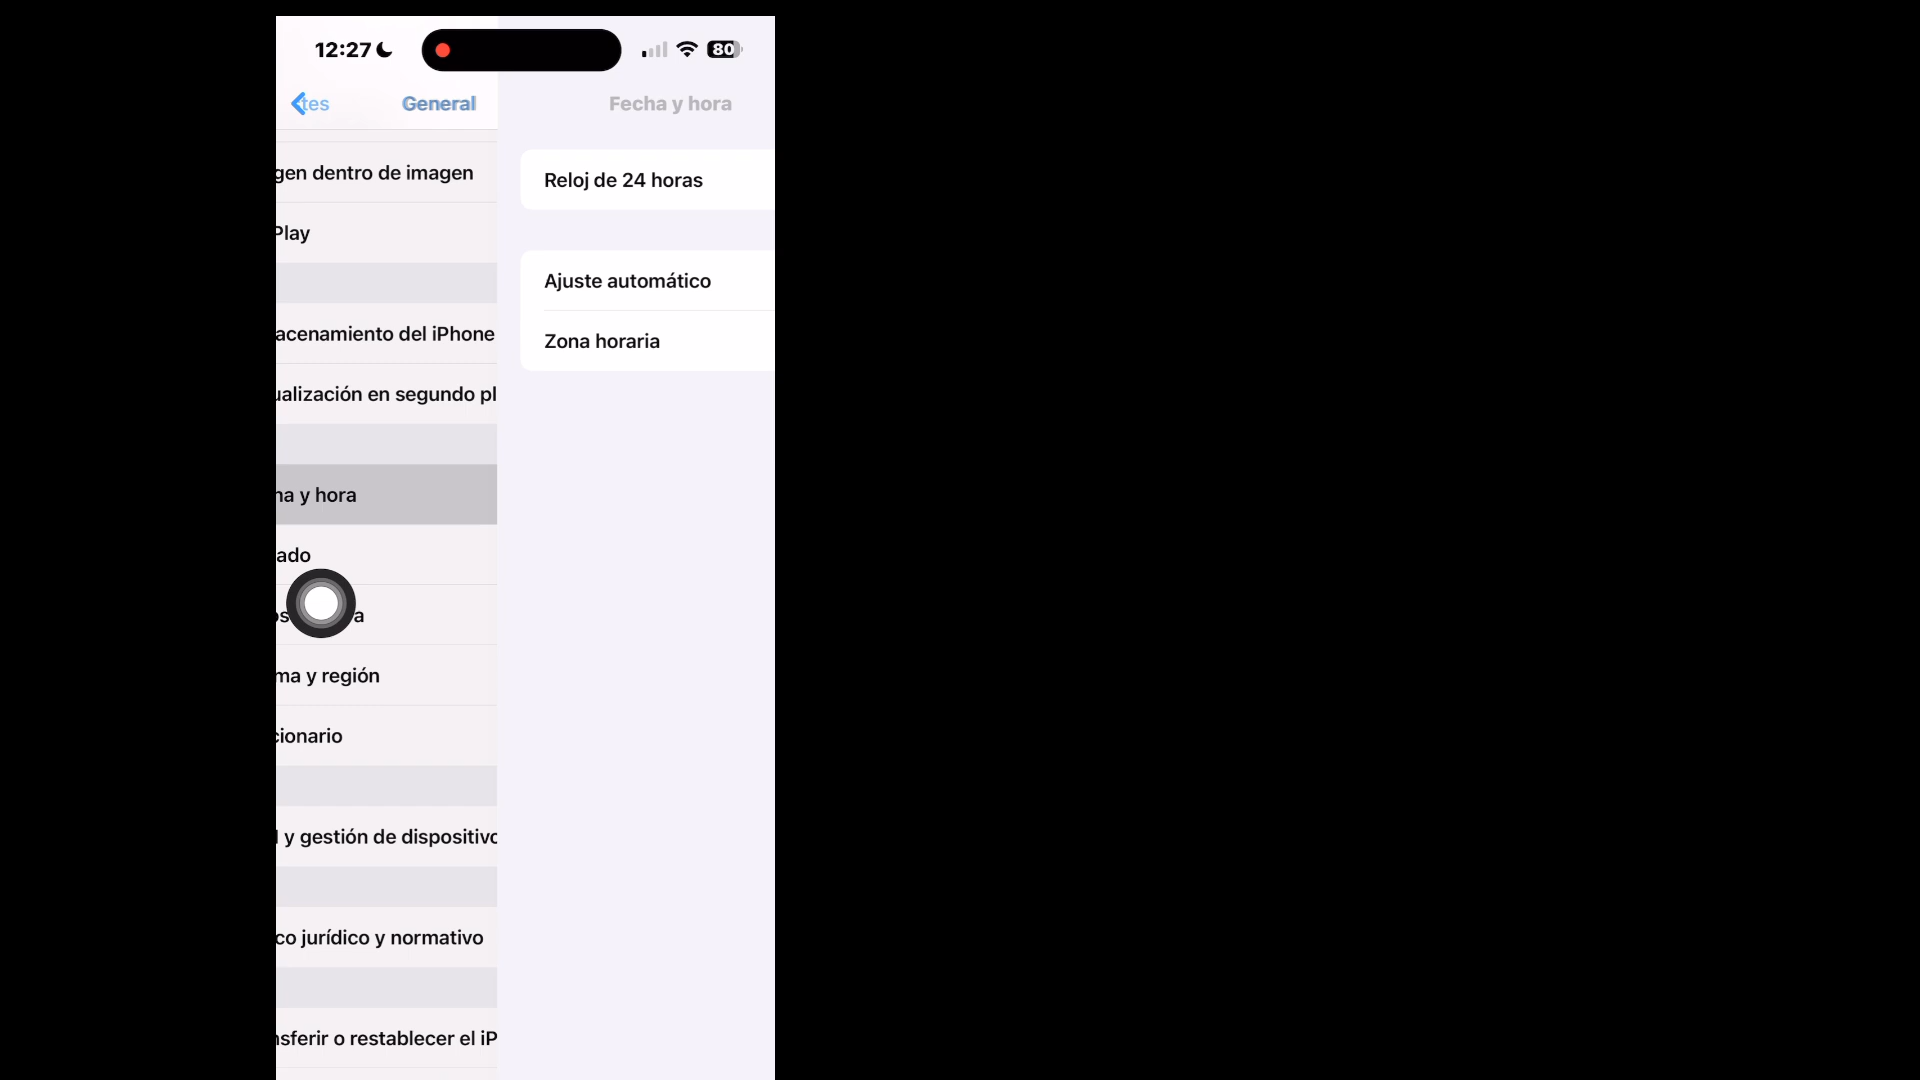 12:27
80
tes
General
Fecha y hora
gen dentro de imagen
Play
acenamiento del iPhone
ualización en segundo pl
na y hora
ado
a
ma y región
cionario
y gestión de dispositivo
co jurídico y normativo
nsferir o restablecer el iP
Reloj de 24 horas
Ajuste automático
Zona horaria